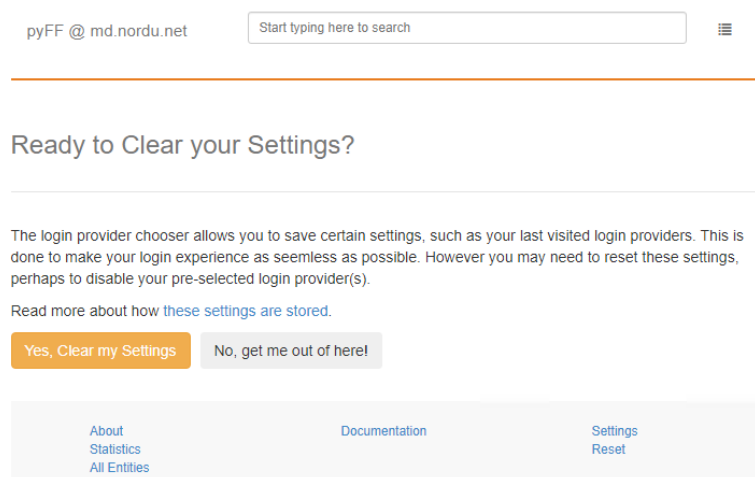 pyFF @ md.nordu.net
Start typing here to search
Ready to Clear your Settings?
The login provider chooser allows you to save certain settings, such as your last visited login providers. This is
done to make your login experience as seemless as possible. However you may need to reset these settings,
perhaps to disable your pre-selected login provider(s).
Read more about how these settings are stored.
Yes, Clear my Settings
No, get me out of here!
About
Statistics
All Entities
Documentation
Settings
Reset